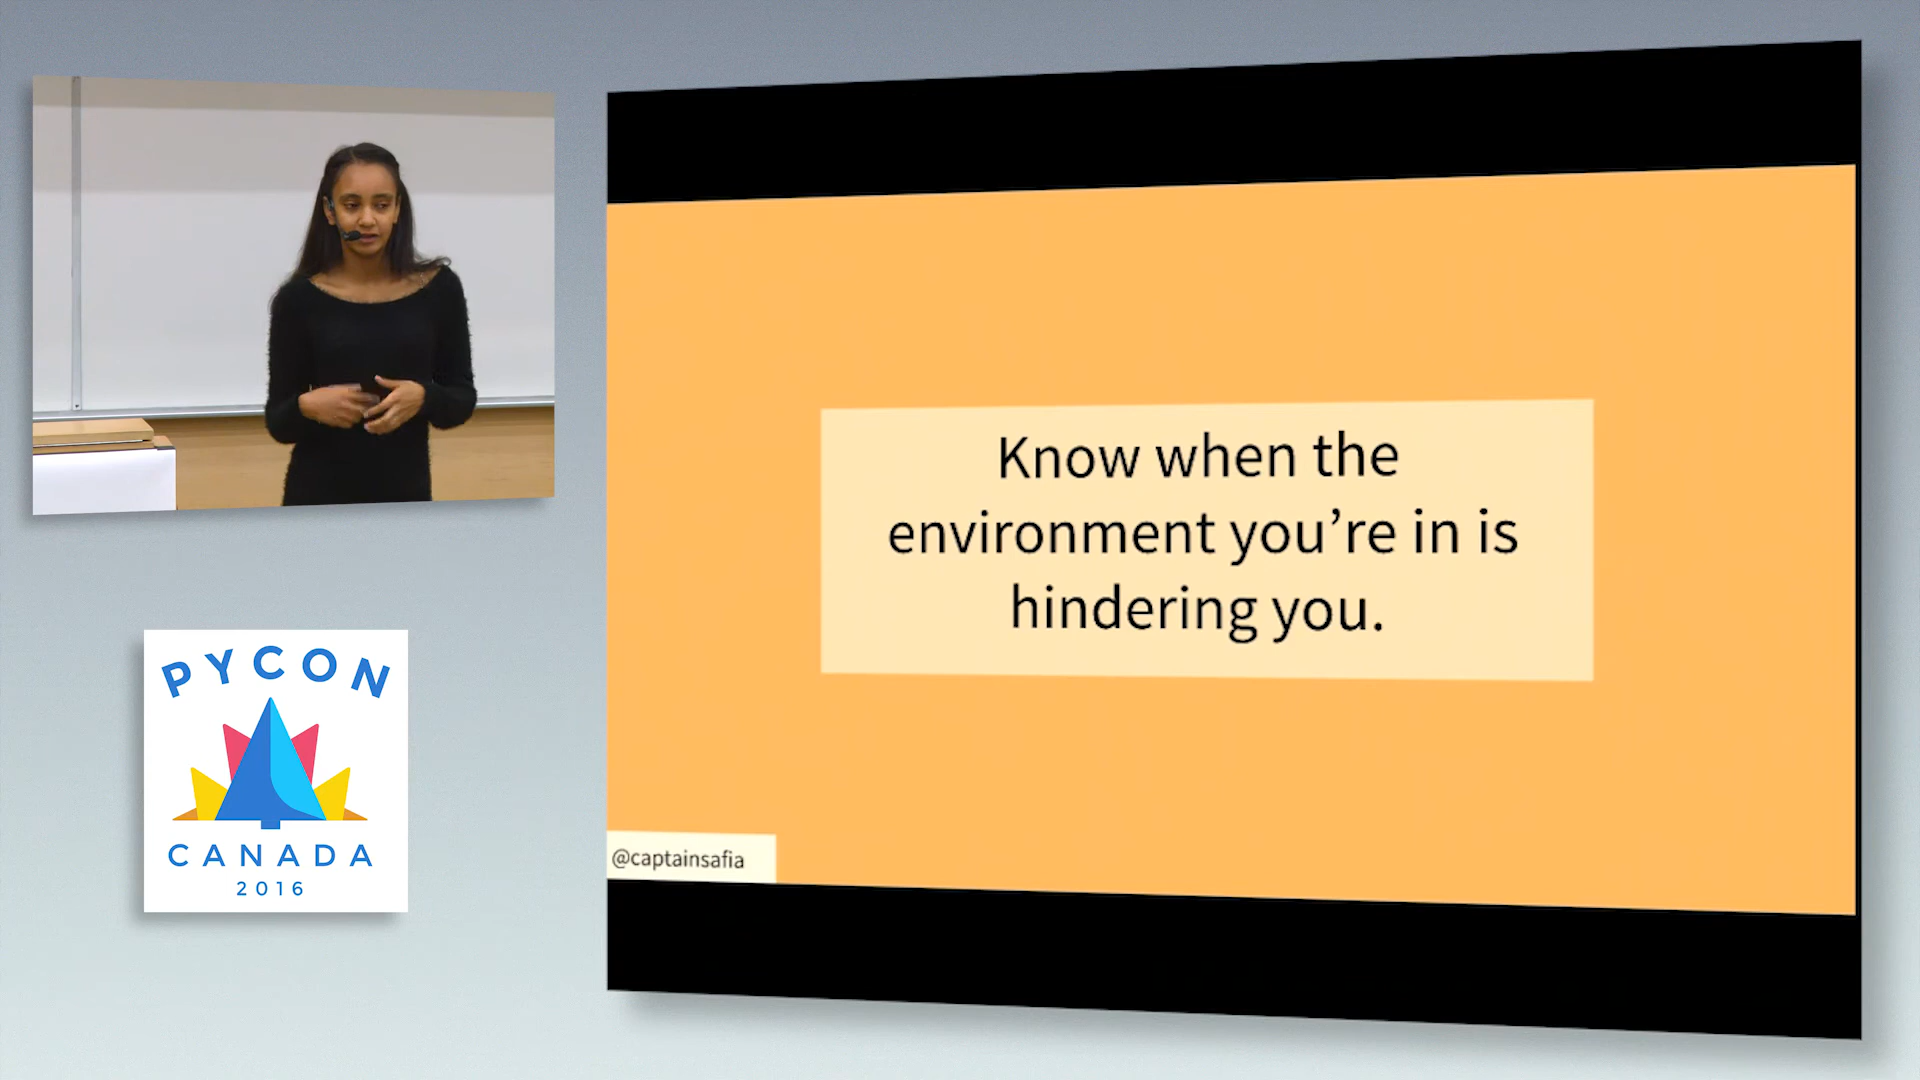 Know when the
environment you’re in is
hindering you.
@captainsafia
PYCON
CANADA
2016